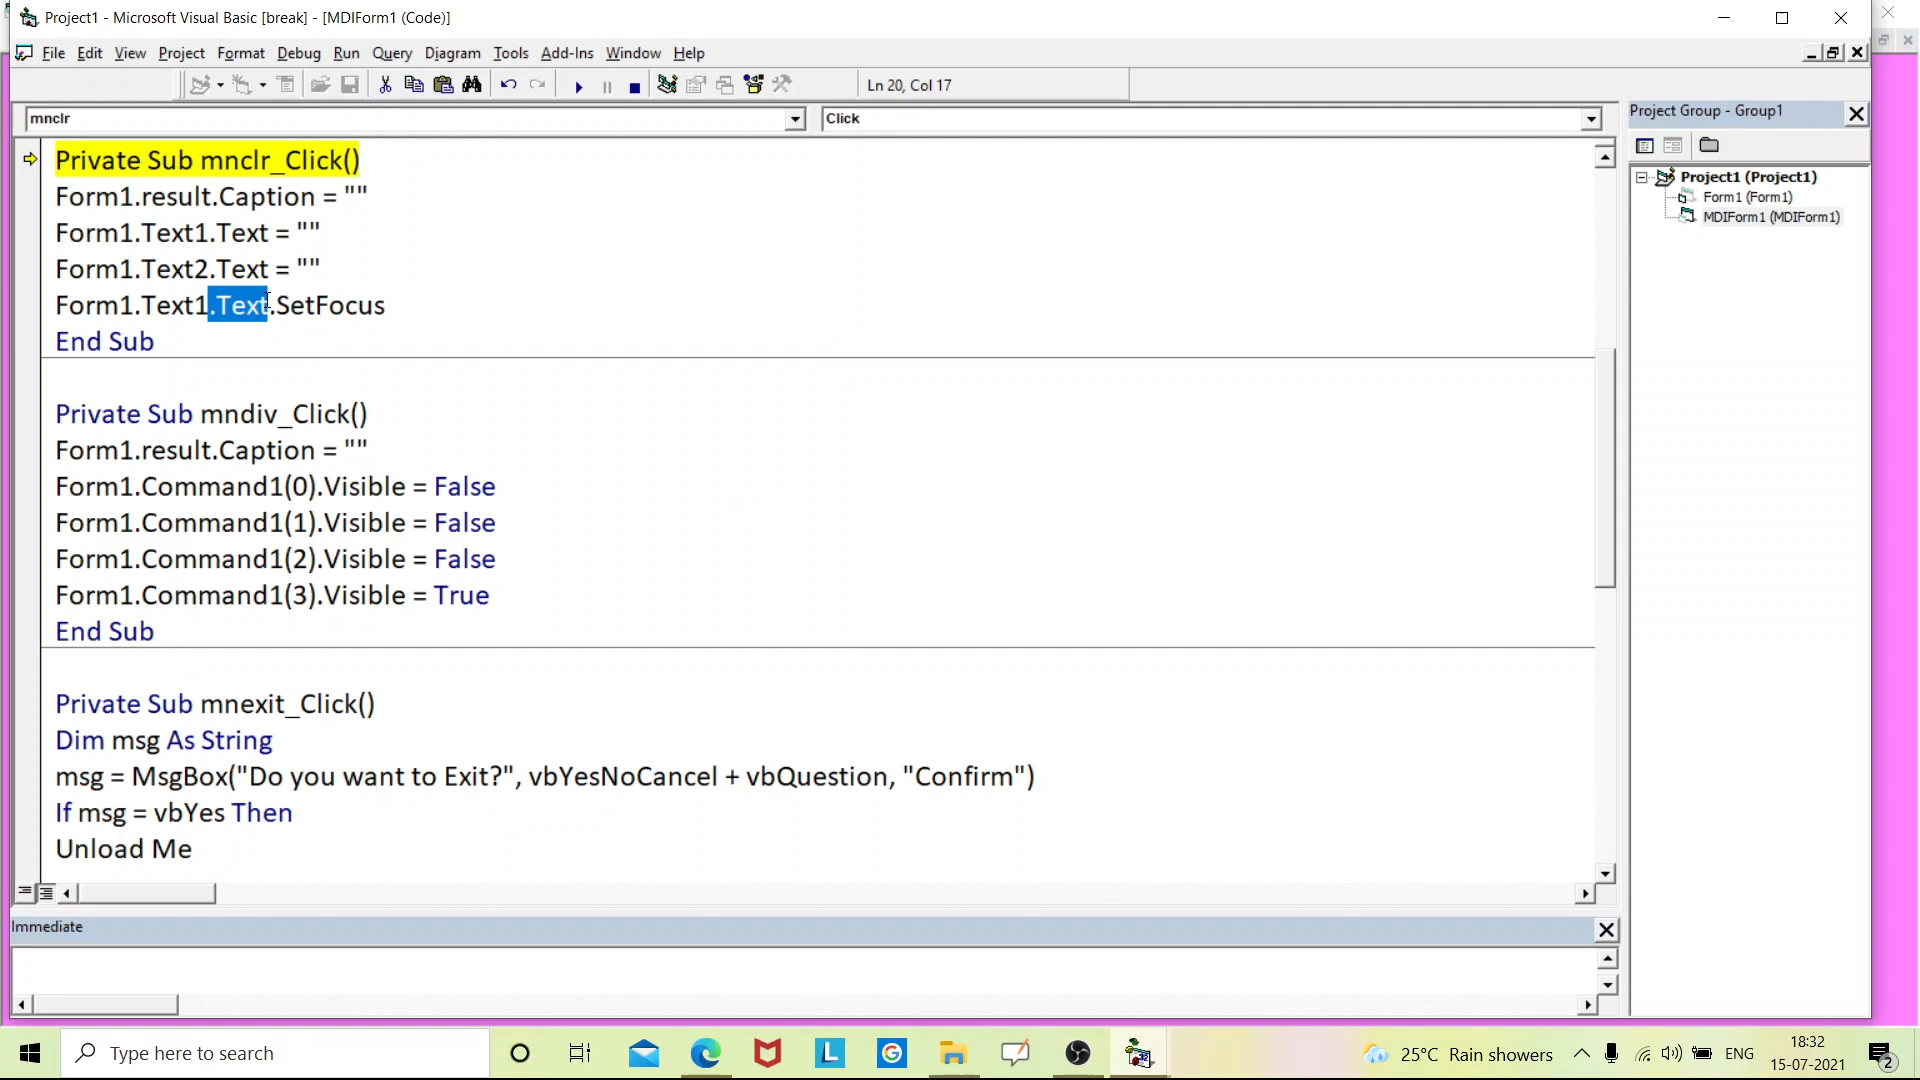 Project1 - Microsoft Visual Basic [break] - [MDIForm1 (Code)]
File Edit View Project Format Debug Run Query Diagram Tools Add-Ins Window Help
Ln 20, Col 17
mnclr
Click
Private Sub mnclr_Click()
Form1.result.Caption = ""
Form1.Text1.Text = ""
Form1.Text2.Text = ""
Form1.Text1.Text.SetFocus
End Sub
Private Sub mndiv_Click()
Form1.result.Caption = ""
Form1.Command1(0).Visible = False
Form1.Command1(1).Visible = False
Form1.Command1(2).Visible = False
Form1.Command1(3).Visible = True
End Sub
Private Sub mnexit_Click()
Dim msg As String
msg = MsgBox("Do you want to Exit?", vbYesNoCancel + vbQuestion, "Confirm")
If msg = vbYes Then
Unload Me
Immediate
Project Group - Group1
Project1 (Project1)
Form1 (Form1)
MDIForm1 (MDIForm1)
Type here to search
L
G
25°C Rain showers
ENG
18:32
15-07-2021
2